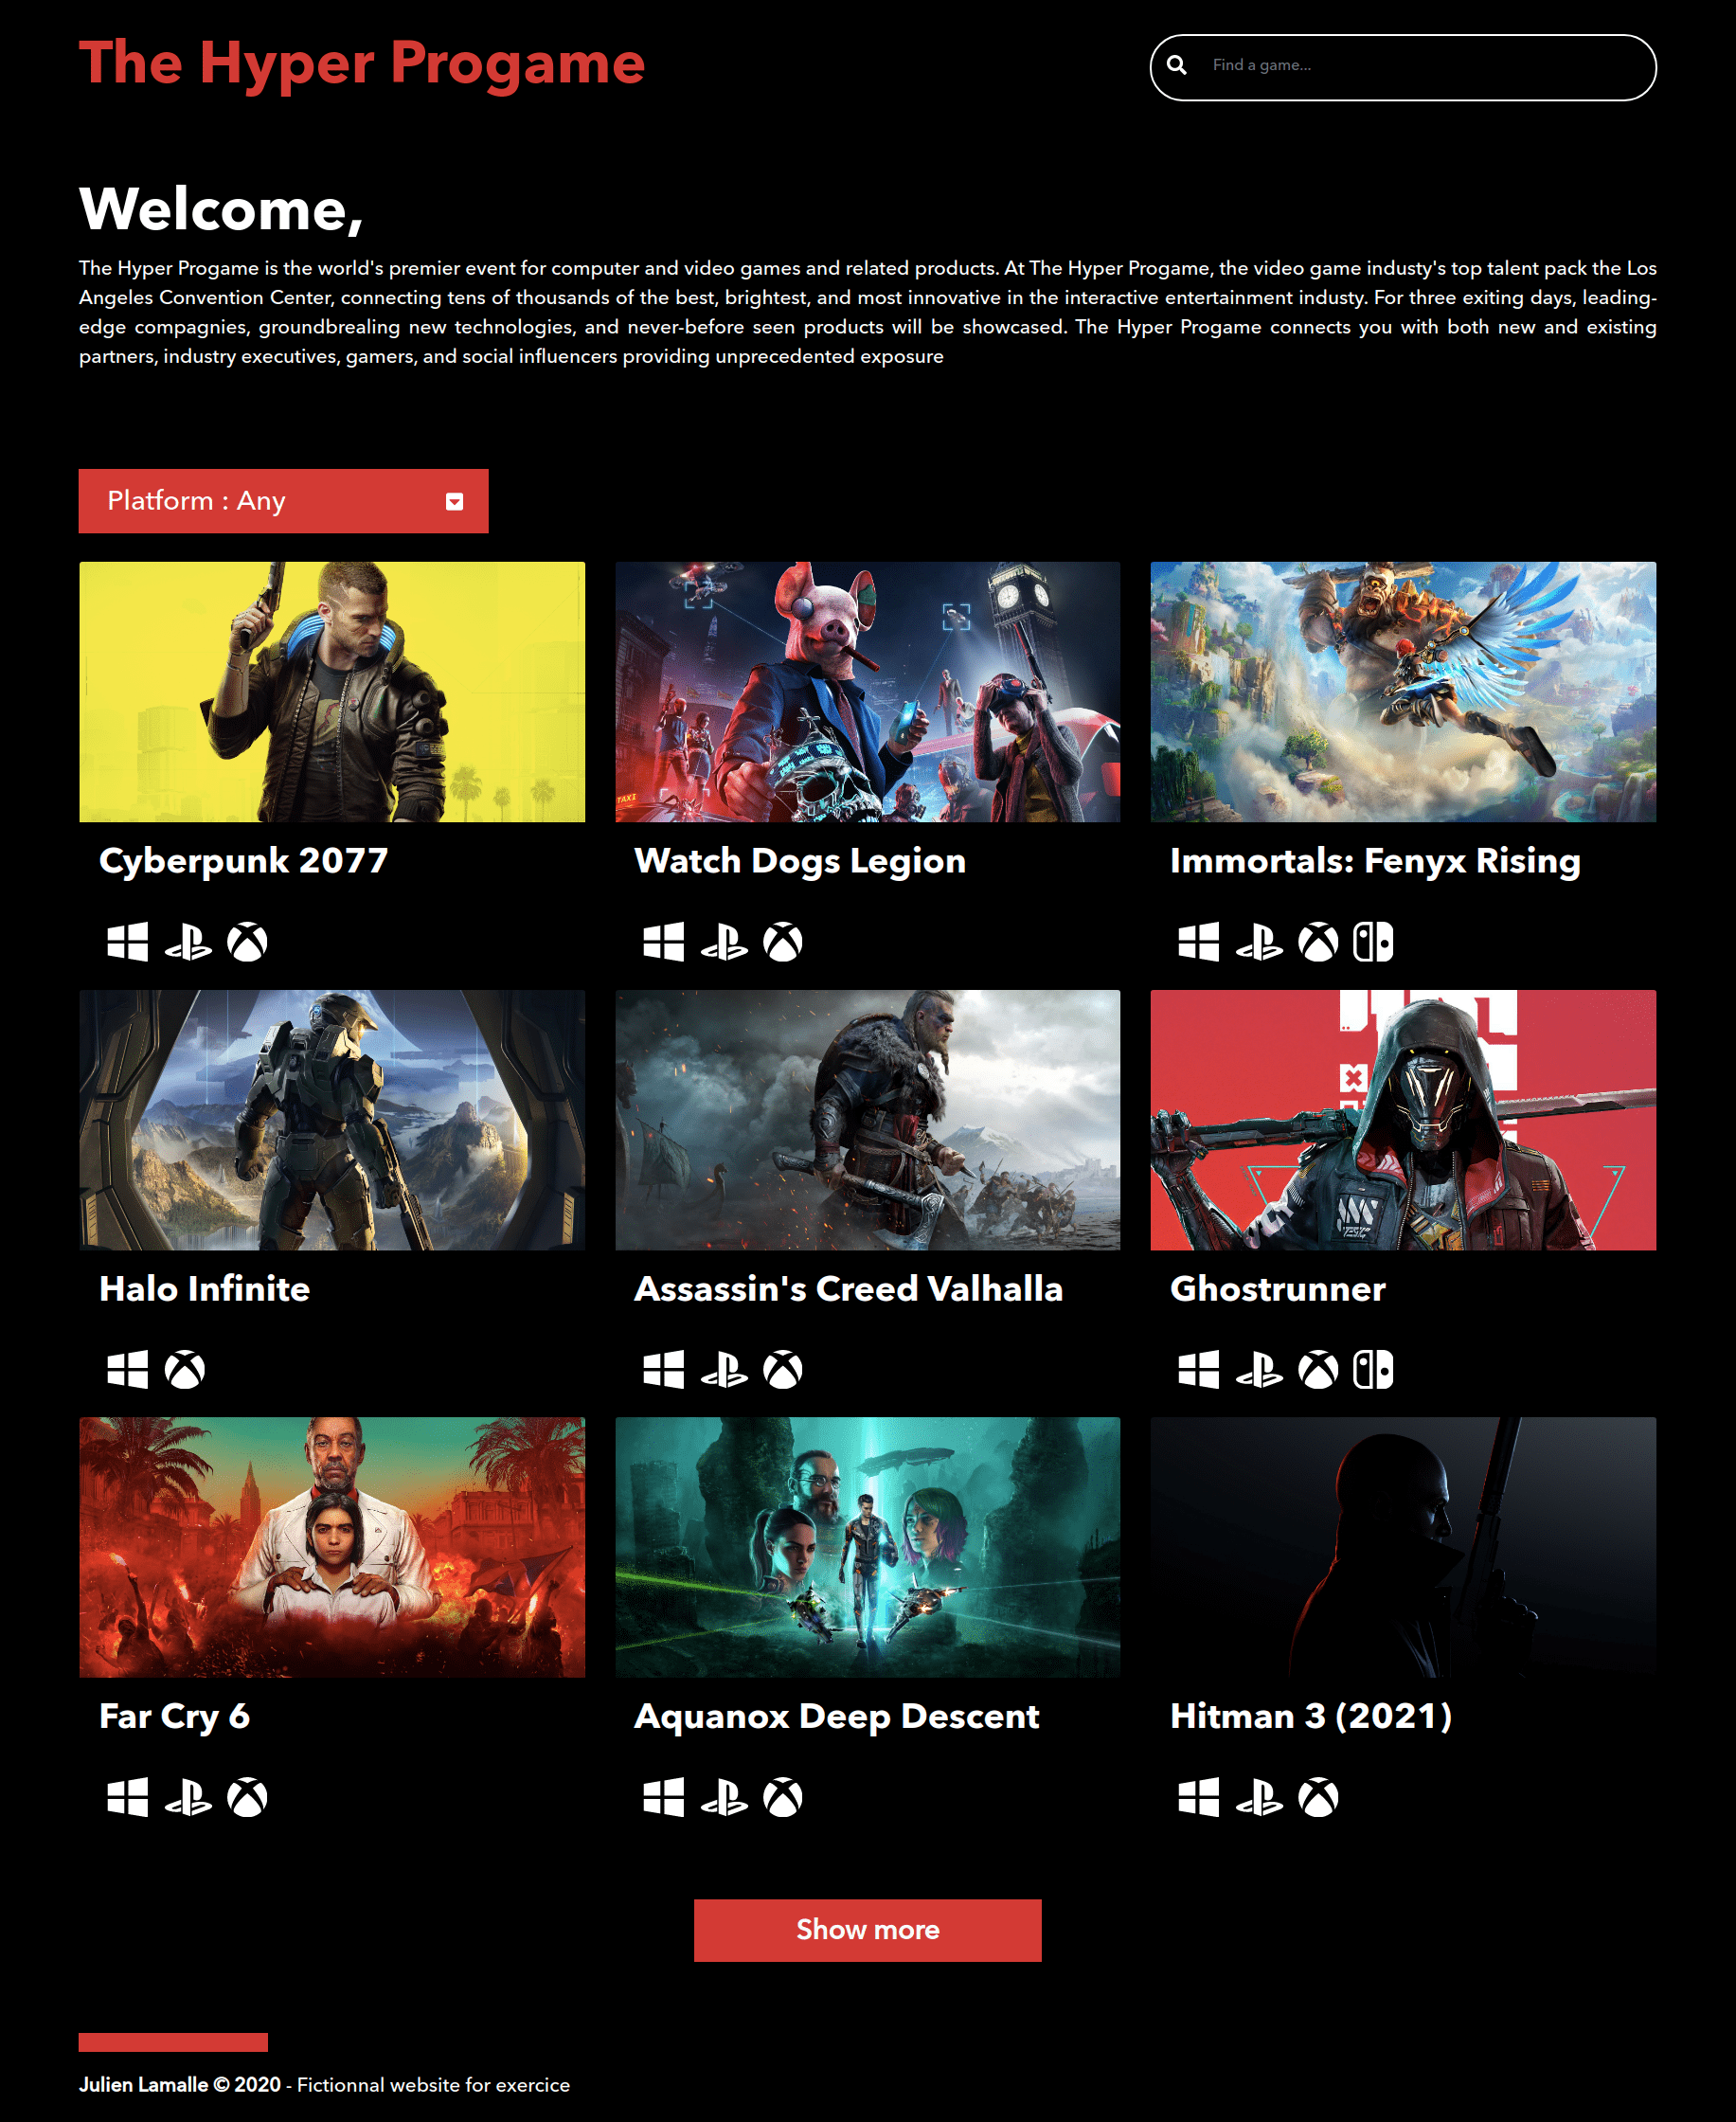 The Hyper Progame
Find a game...
Welcome,
The Hyper Progame is the world's premier event for computer and video games and related products. At The Hyper Progame, the video game industy's top talent pack the Los
Angeles Convention Center, connecting tens of thousands of the best, brightest, and most innovative in the interactive entertainment industy. For three exiting days, leading-
edge compagnies, groundbrealing new technologies, and never-before seen products will be showcased. The Hyper Progame connects you with both new and existing
partners, industry executives, gamers, and social influencers providing unprecedented exposure
Platform : Any
TAXI
Cyberpunk 2077
Watch Dogs Legion
Immortals: Fenyx Rising
Halo Infinite
Assassin's Creed Valhalla
Ghostrunner
Far Cry 6
Aquanox Deep Descent
Hitman 3 (2021)
Show more
Julien Lamalle © 2020 - Fictionnal website for exercice